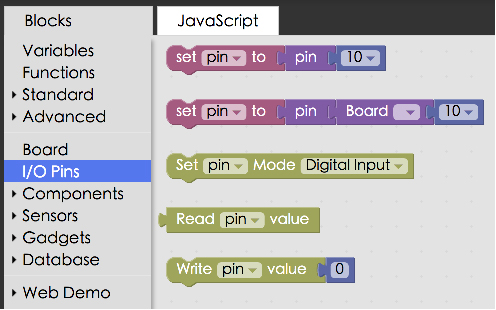 Blocks
JavaScript
Variables
Functions
Standard
Advanced
Board
I/O Pins
Components
Sensors
Gadgets
Database
Web Demo
set pin to pin 10
set pin to pin Board 10
Set pin Mode Digital Input
Read pin value
Write pin value 0